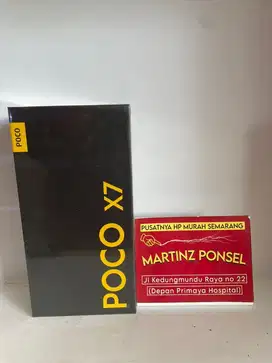 POCO
POCO X7
PUSATNYA HP MURAH SEMARANG
MARTINZ PONSEL
Jl Kedungmundu Raya no 22
(Depan Primaya Hospital)